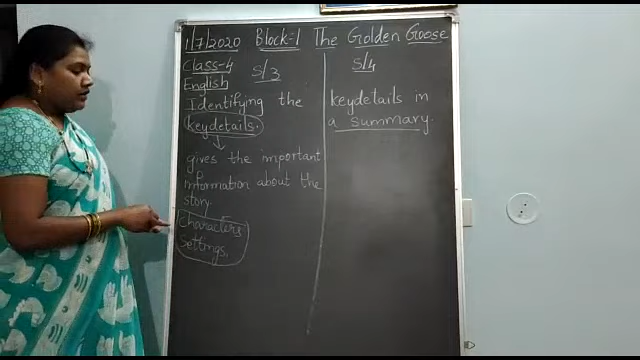 1/7/2020 Block:1 The Golden Goose
Class-4
English
S/3
Identifying the
keydetails.
gives the important
information about the
story.
Characters
Settings.
S/4
keydetails in
a summary.